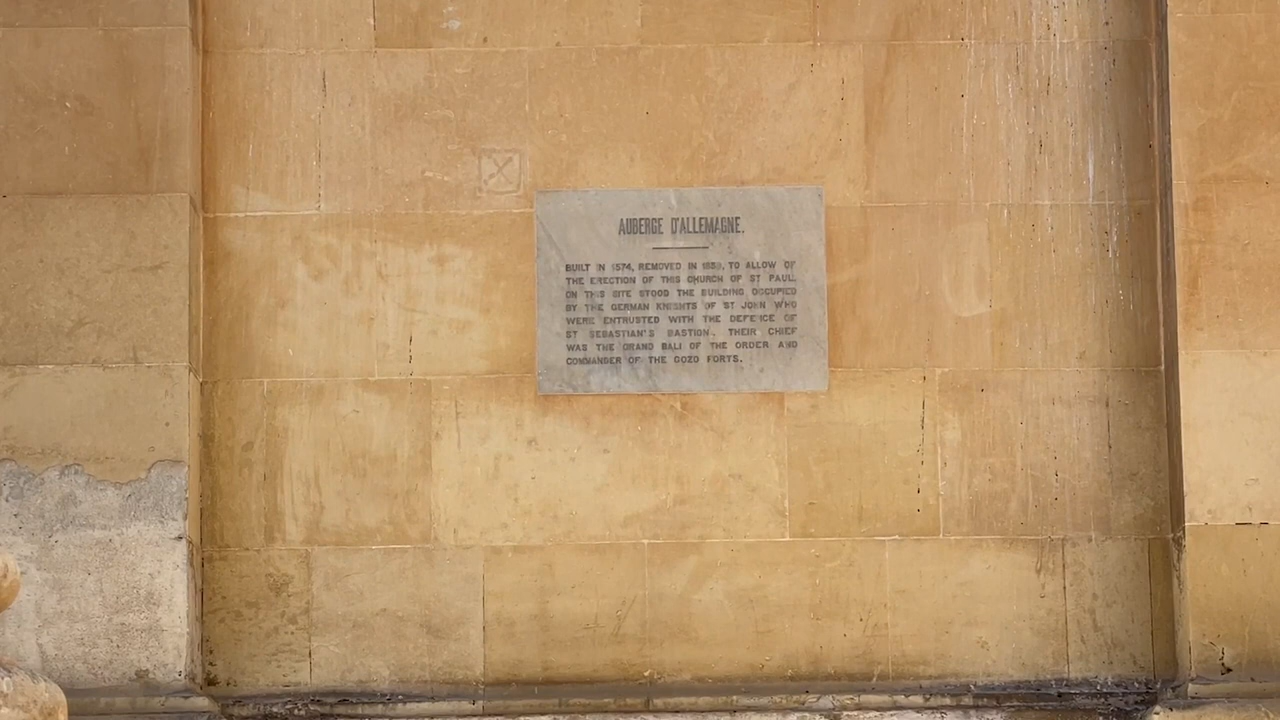 AUBERGE D'ALLEMAGNE.
BUILT IN 1574, REMOVED IN 1839, TO ALLOW OF
THE ERECTION OF THIS CHURCH OF ST PAUL.
ON THIS SITE STOOD THE BUILDING OCCUPIED
BY THE GERMAN KNIGHTS OF ST JOHN WHO
WERE ENTRUSTED WITH THE DEFENCE OF
ST SEBASTIAN'S BASTION. THEIR CHIEF
WAS THE GRAND BALI OF THE ORDER AND
COMMANDER OF THE GOZO FORTS.